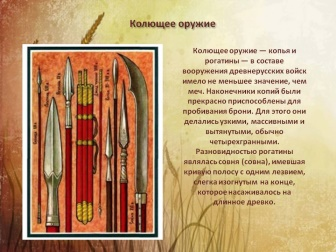 Колющее оружие
Колющее оружие — копья и
рогатины — в составе
вооружения древнерусских войск
имело не меньшее значение, чем
меч. Наконечники копий были
прекрасно приспособлены для
пробивания брони. Для этого они
делались узкими, массивными и
вытянутыми, обычно
четырехгранными.
Разновидностью рогатины
являлась совня (совна), имевшая
кривую полосу с одним лезвием,
слегка изогнутым на конце,
которое насаживалось на
длинное древко.